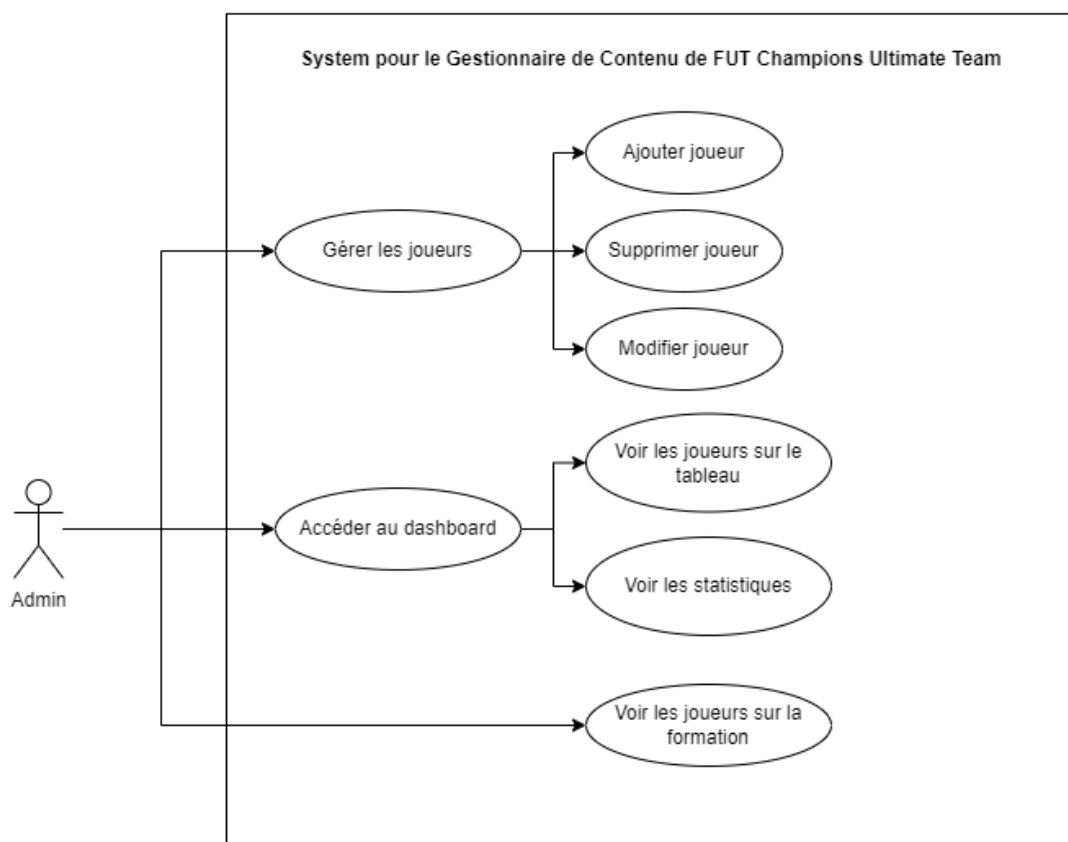 System pour le Gestionnaire de Contenu de FUT Champions Ultimate Team
Ajouter joueur
Gérer les joueurs
Supprimer joueur
Modifier joueur
Voir les joueurs sur le
tableau
Accéder au dashboard
Voir les statistiques
Admin
Voir les joueurs sur la
formation